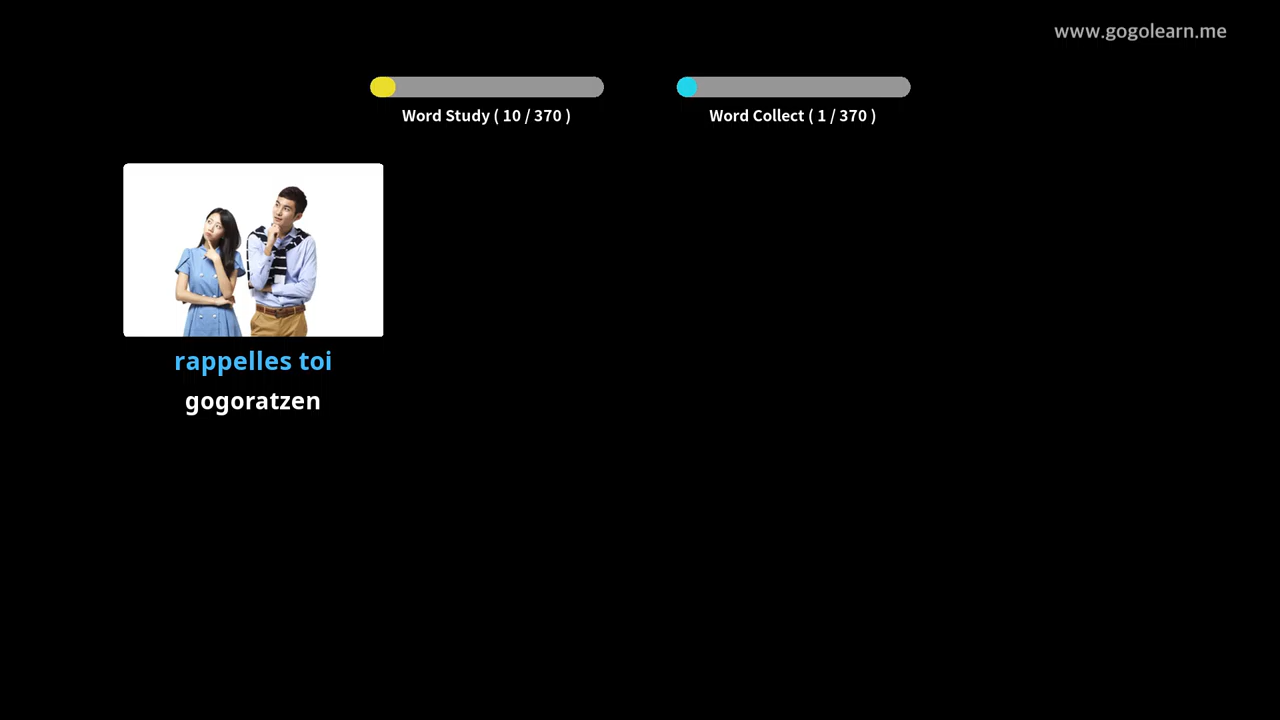 www.gogolearn.me
Word Study ( 10 / 370 )
Word Collect ( 1 / 370 )
rappelles toi
gogoratzen